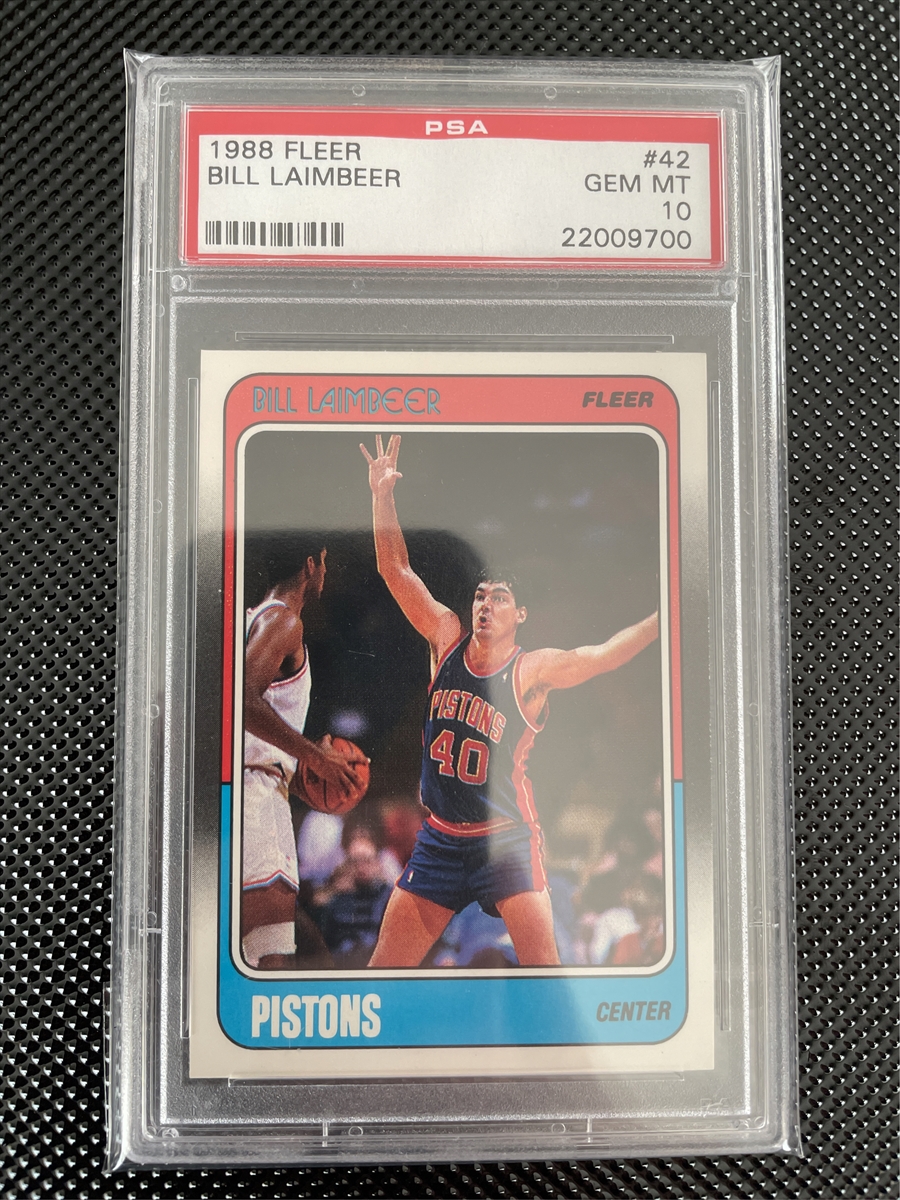 PSA
1988 FLEER #42
BILL LAIMBEER GEM MT
10
22009700
BILL LAIMBEER FLEER
PISTONS
40
PISTONS CENTER